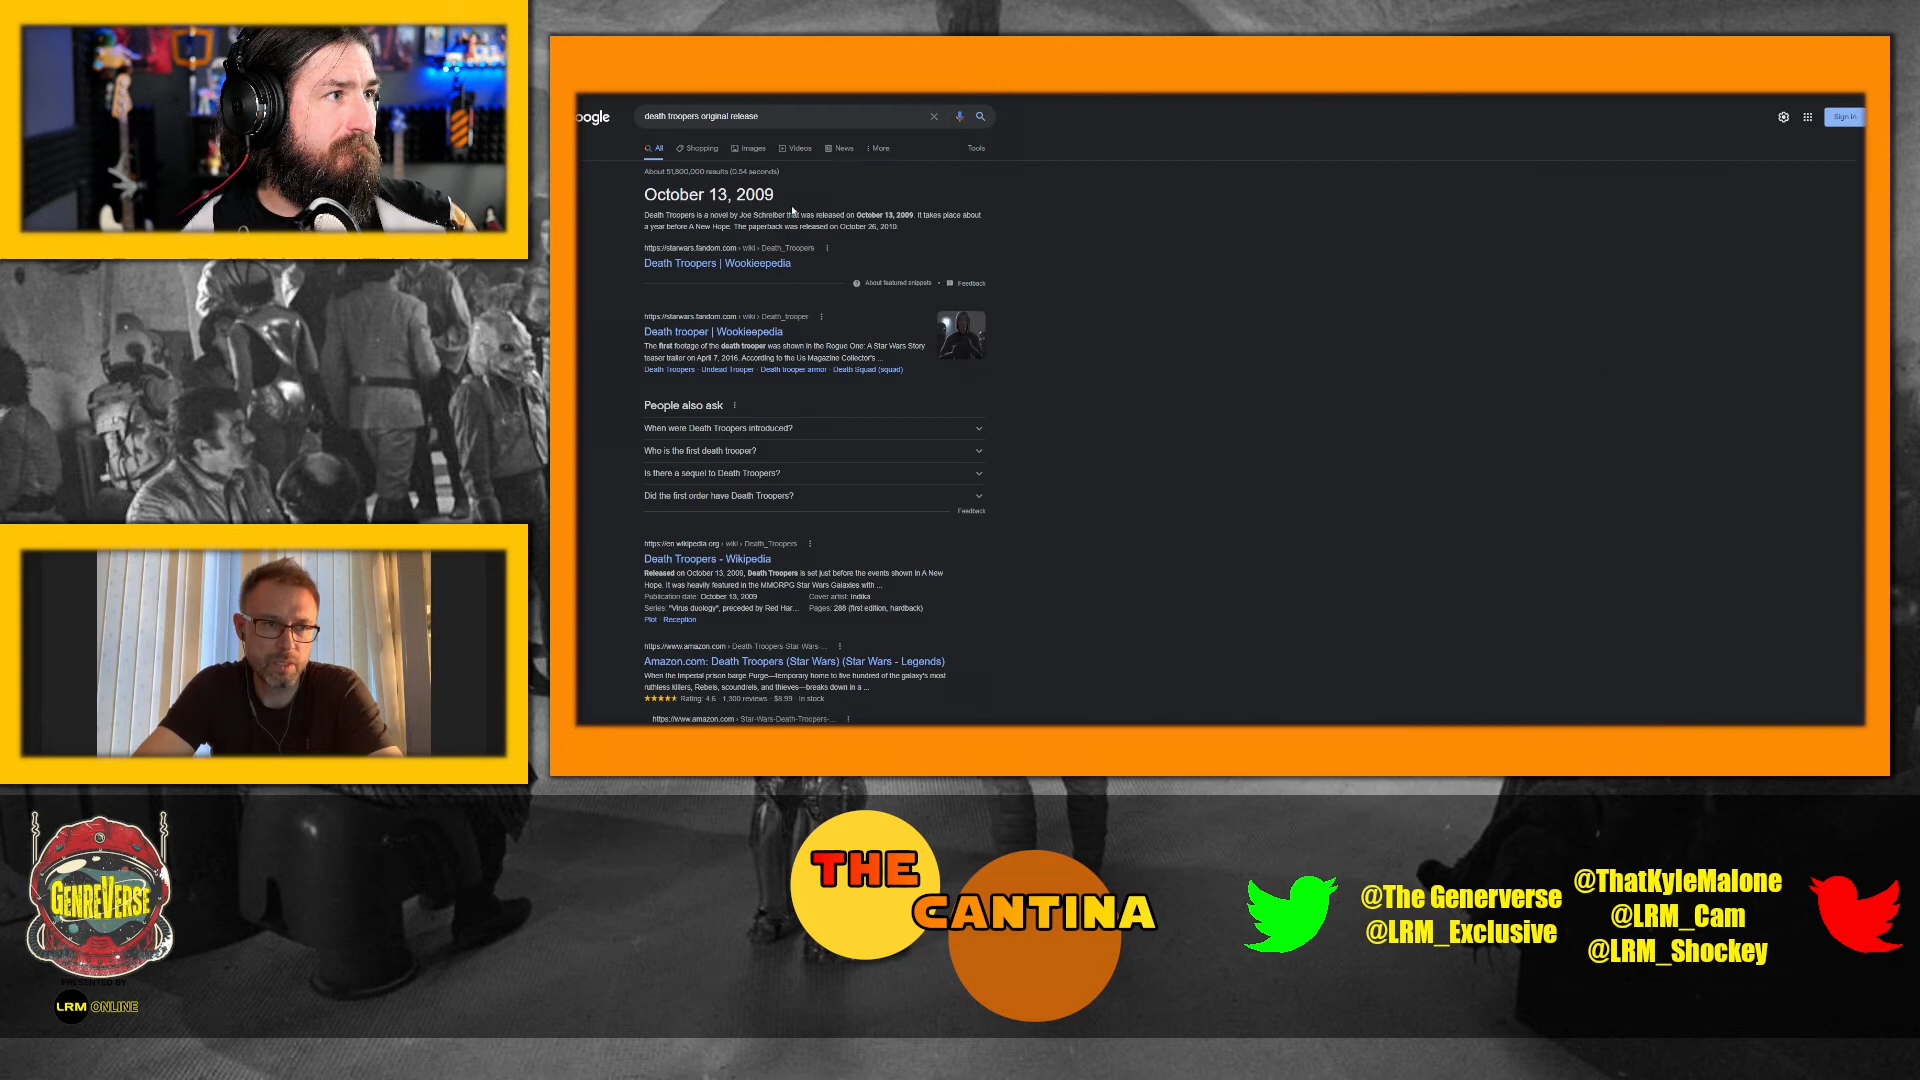 oogle
death troopers original release
Sign in
All
Shopping
Images
Videos
News
More
Tools
About 51,800,000 results (0.54 seconds)
October 13, 2009
Death Troopers is a novel by Joe Schreiber that was released on October 13, 2009. It takes place about
a year before A New Hope. The paperback was released on October 26, 2010.
https://starwars.fandom.com › wiki › Death_Troopers
Death Troopers | Wookieepedia
About featured snippets • Feedback
https://starwars.fandom.com › wiki › Death_trooper
Death trooper | Wookieepedia
The first footage of the death trooper was shown in the Rogue One: A Star Wars Story
teaser trailer on April 7, 2016. According to the Us Magazine Collector's ...
Death Troopers · Undead Trooper · Death trooper armor · Death Squad (squad)
People also ask
When were Death Troopers introduced?
Who is the first death trooper?
Is there a sequel to Death Troopers?
Did the first order have Death Troopers?
Feedback
https://en.wikipedia.org › wiki › Death_Troopers
Death Troopers - Wikipedia
Released on October 13, 2009, Death Troopers is set just before the events shown in A New
Hope. It was heavily featured in the MMORPG Star Wars Galaxies with ...
Publication date: October 13, 2009 Cover artist: Indika
Series: "Virus duology", preceded by Red Har... Pages: 288 (first edition, hardback)
Plot · Reception
https://www.amazon.com › Death-Troopers-Star-Wars-...
Amazon.com: Death Troopers (Star Wars) (Star Wars - Legends)
When the Imperial prison barge Purge—temporary home to five hundred of the galaxy's most
ruthless killers, Rebels, scoundrels, and thieves—breaks down in a ...
Rating: 4.6 · 1,300 reviews · $8.99 · In stock
https://www.amazon.com › Star-Wars-Death-Troopers-...
GENREVERSE
PRESENTED BY
LRM ONLINE
THE
CANTINA
@The Generverse
@LRM_Exclusive
@ThatKyleMalone
@LRM_Cam
@LRM_Shockey